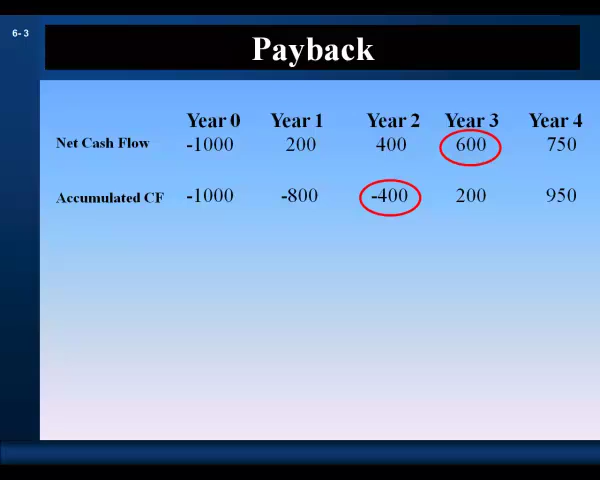 6- 3
Payback
Year 0 Year 1 Year 2 Year 3 Year 4
Net Cash Flow -1000 200 400 600 750
Accumulated CF -1000 -800 -400 200 950